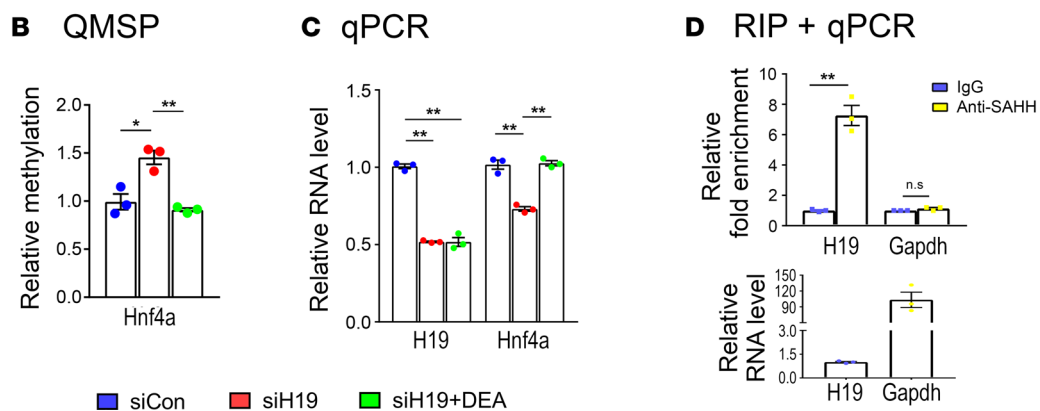 B QMSP
Relative methylation
2.0
1.5
1.0
0.5
0.0
*
**
Hnf4a
C qPCR
Relative RNA level
1.5
1.0
0.5
0.0
**
**
**
**
H19
Hnf4a
D RIP + qPCR
Relative
fold enrichment
10
8
6
4
2
0
**
n.s
IgG
Anti-SAHH
H19
Gapdh
Relative
RNA level
150
120
90
60
3.0
1.5
0.0
H19
Gapdh
siCon
siH19
siH19+DEA